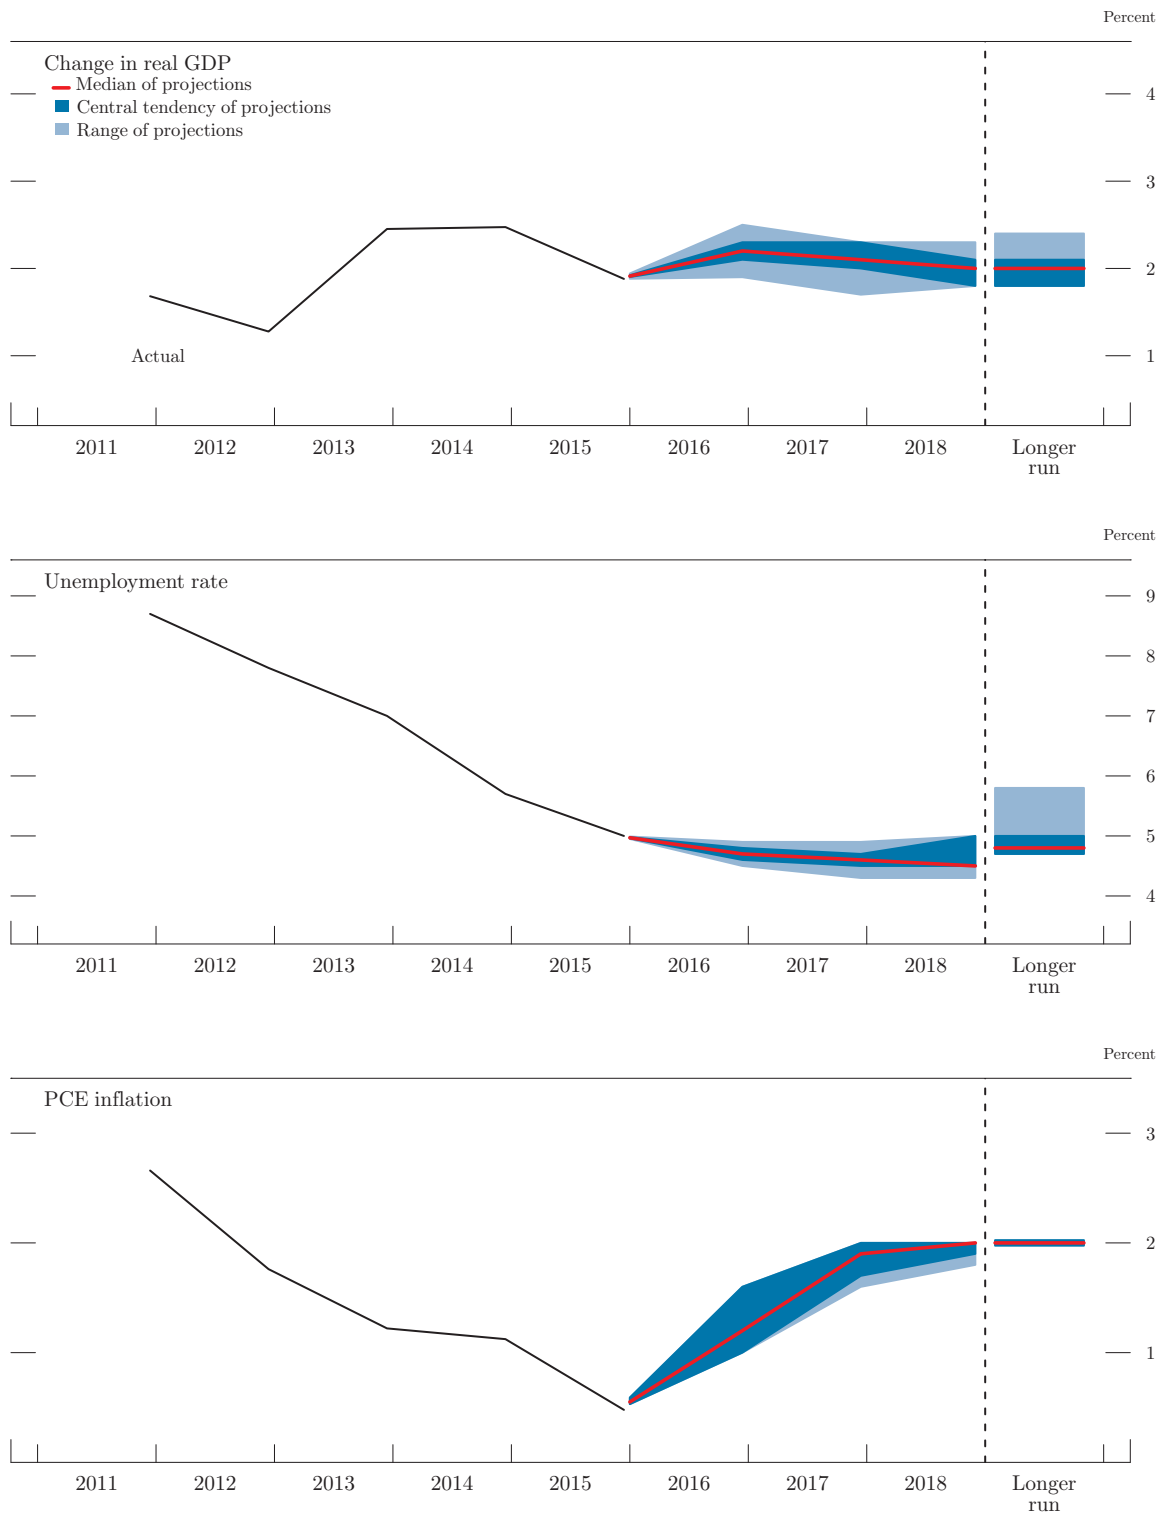 Percent
Change in real GDP
Median of projections
Central tendency of projections
Range of projections
4
3
2
1
Actual
2011 2012 2013 2014 2015 2016 2017 2018 Longer
run
Percent
Unemployment rate
9
8
7
6
5
4
2011 2012 2013 2014 2015 2016 2017 2018 Longer
run
Percent
PCE inflation
3
2
1
2011 2012 2013 2014 2015 2016 2017 2018 Longer
run